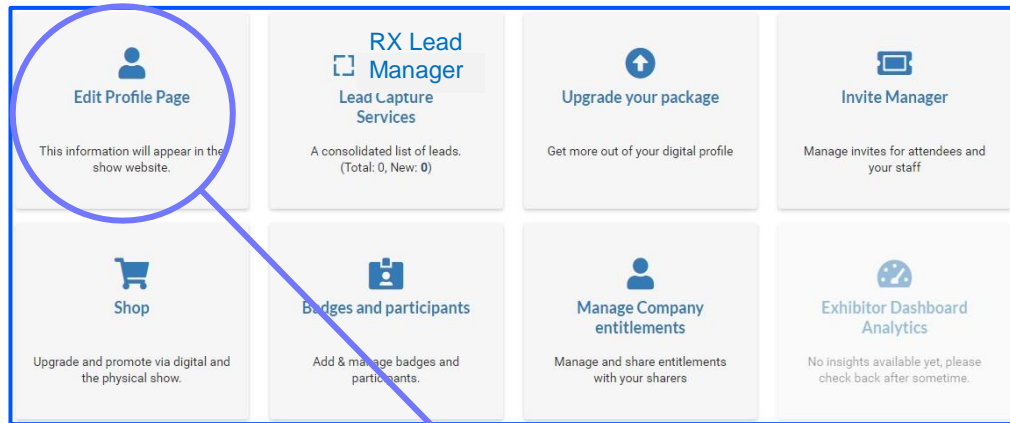 Edit Profile Page
This information will appear in the
show website.
RX Lead
Manager
Lead Capture
Services
A consolidated list of leads.
(Total: 0, New: 0)
Upgrade your package
Get more out of your digital profile
Invite Manager
Manage invites for attendees and
your staff
Shop
Upgrade and promote via digital and
the physical show.
Badges and participants
Add & manage badges and
participants.
Manage Company
entitlements
Manage and share entitlements
with your sharers
Exhibitor Dashboard
Analytics
No insights available yet, please
check back after sometime.